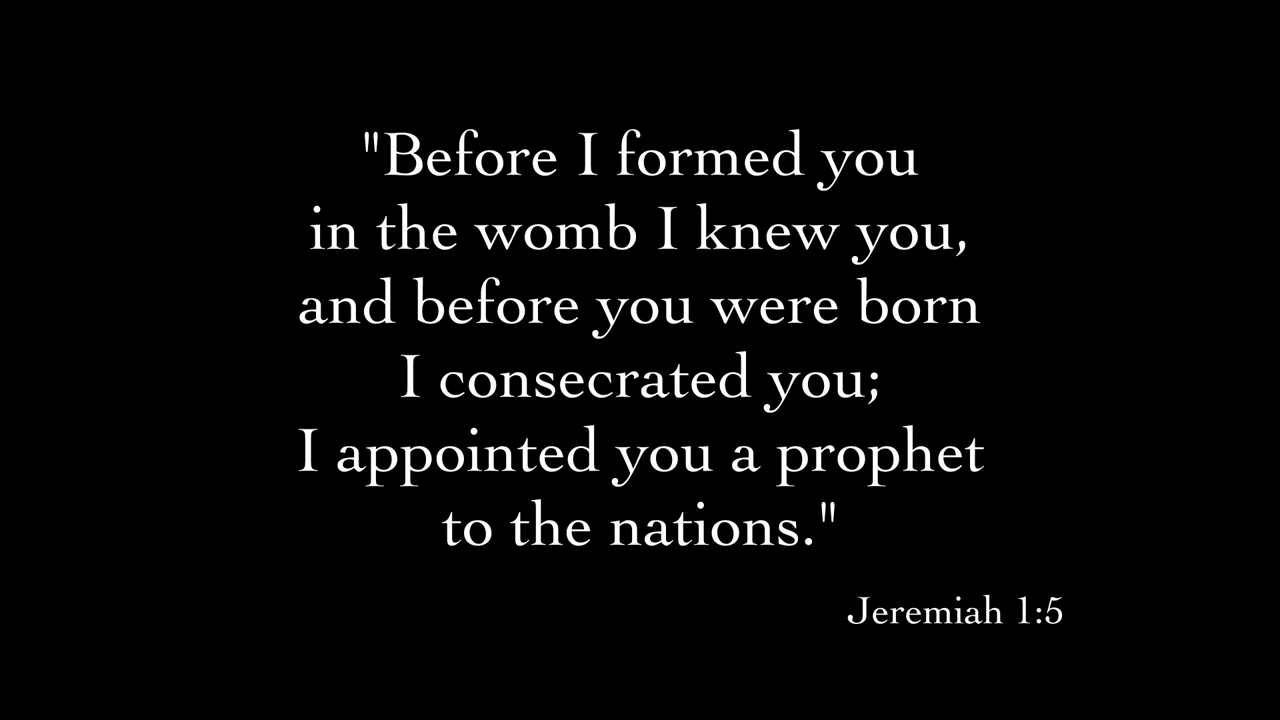 "Before I formed you
in the womb I knew you,
and before you were born
I consecrated you;
I appointed you a prophet
to the nations."
Jeremiah 1:5